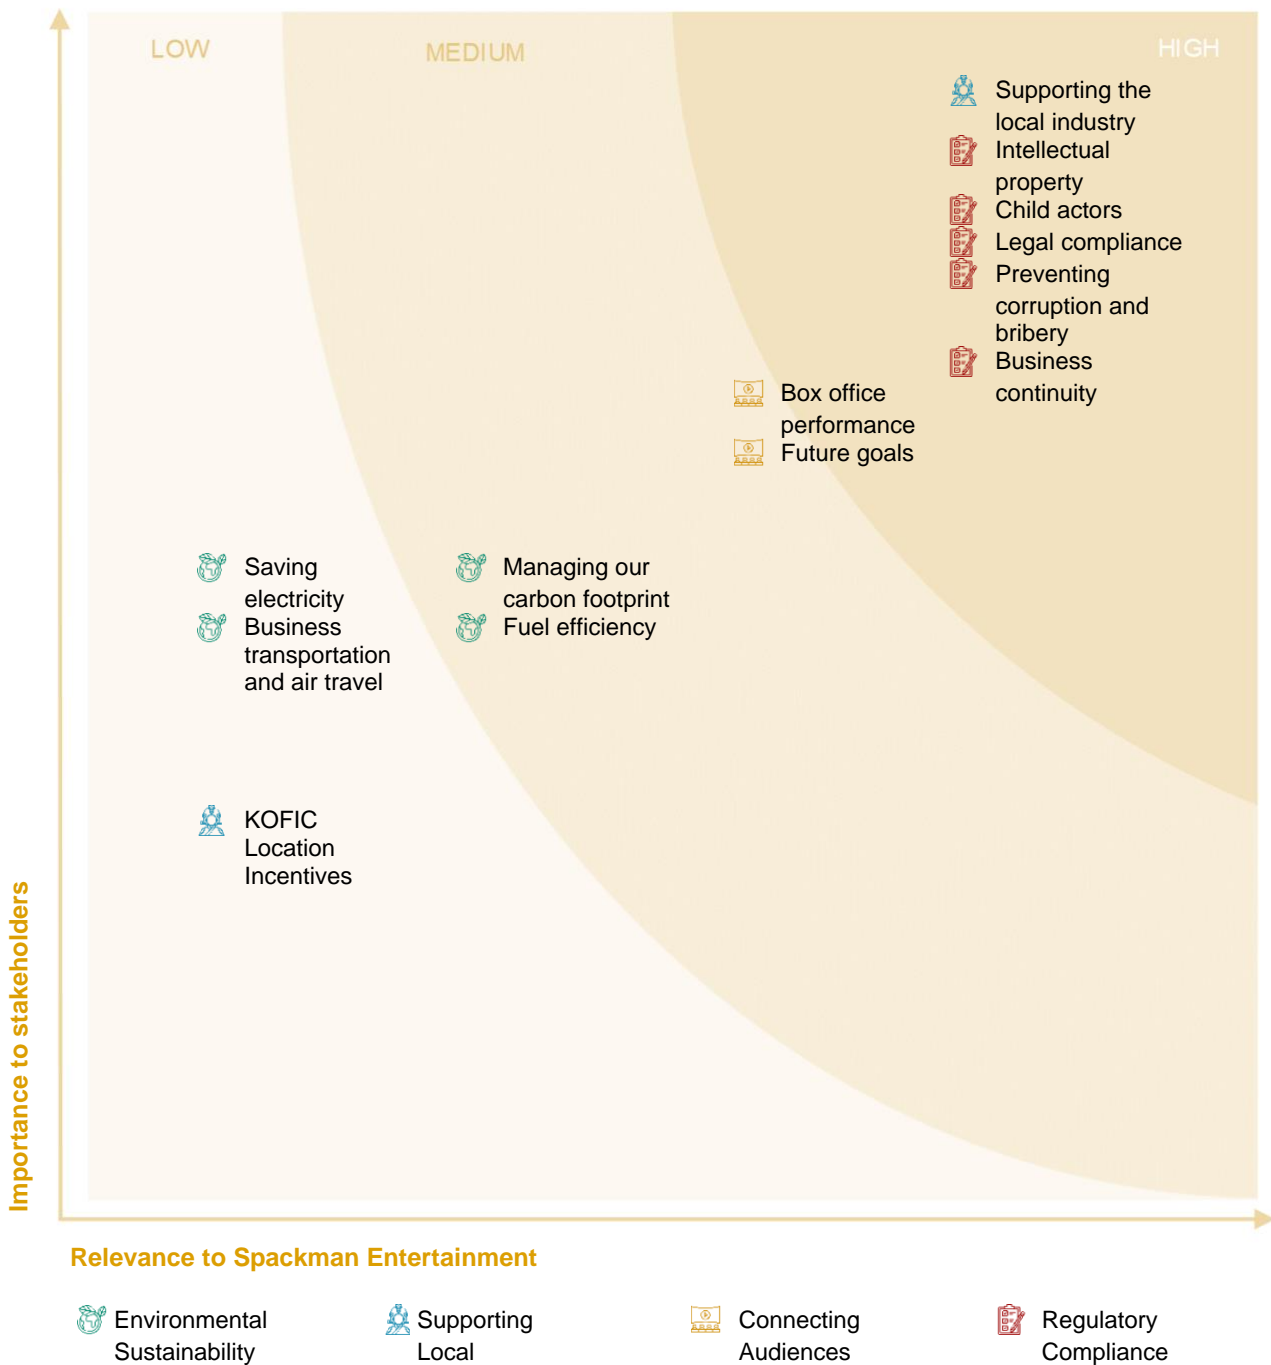 LOW
MEDIUM
HIGH
Supporting the
local industry
Intellectual
property
Child actors
Legal compliance
Preventing
corruption and
bribery
Business
continuity
Box office
performance
Future goals
Saving
electricity
Business
transportation
and air travel
Managing our
carbon footprint
Fuel efficiency
KOFIC
Location
Incentives
Importance to stakeholders
Relevance to Spackman Entertainment
Environmental
Sustainability
Supporting
Local
Connecting
Audiences
Regulatory
Compliance